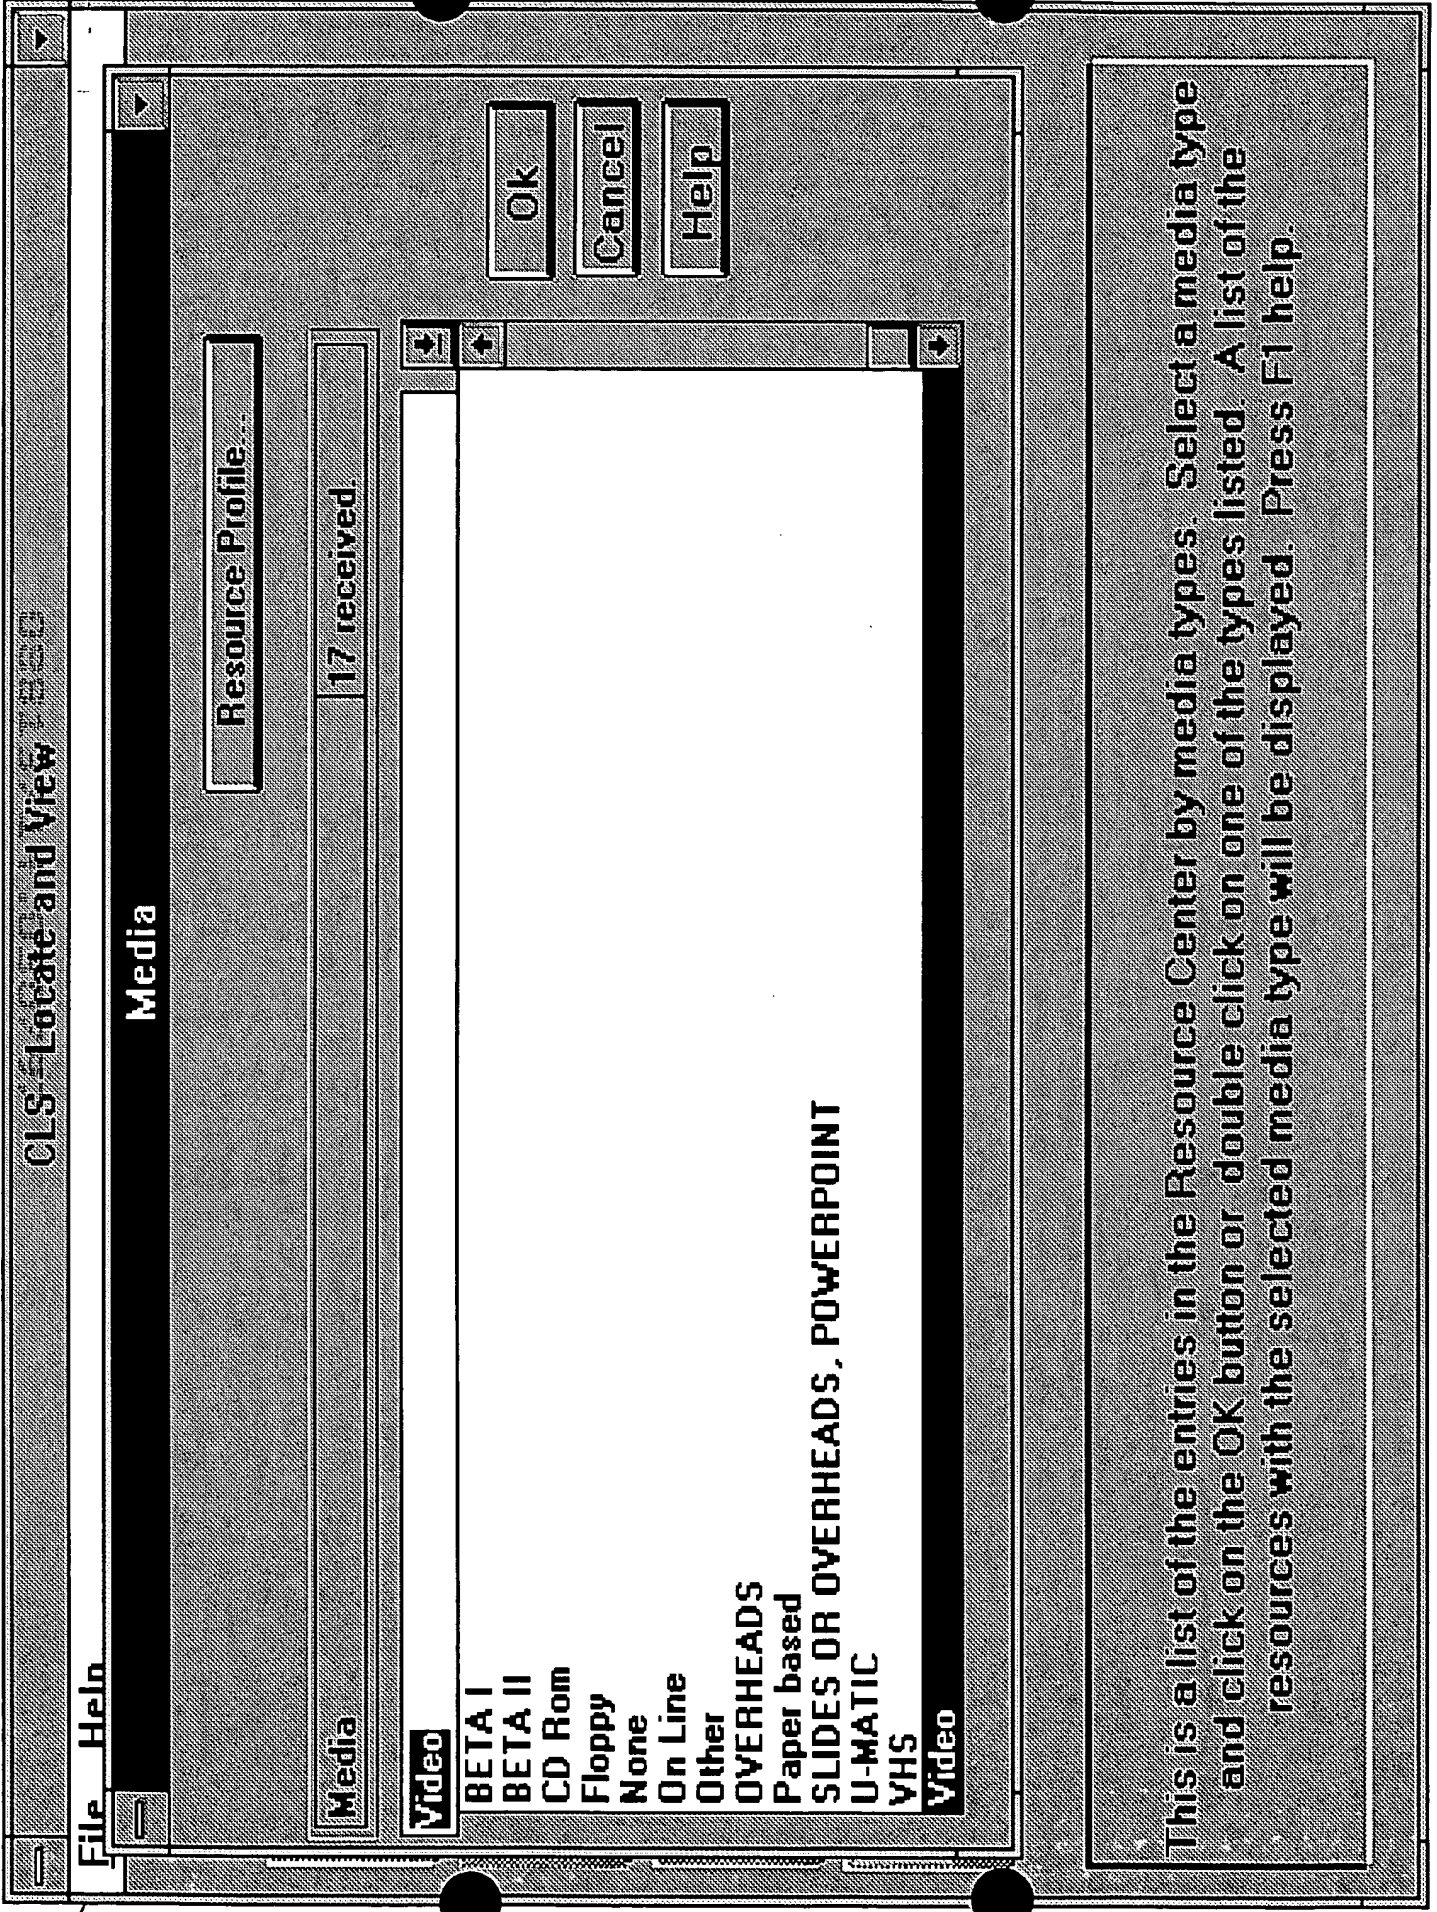 CLS - Locate and View
File Help
Media
Resource Profile...
Media 17 received.
Video
BETA I
BETA II
CD Rom
Floppy
None
On Line
Other
OVERHEADS
Paper based
SLIDES OR OVERHEADS, POWERPOINT
U-MATIC
VHS
Video
Ok
Cancel
Help
This is a list of the entries in the Resource Center by media types. Select a media type
and click on the OK button or double click on one of the types listed. A list of the
resources with the selected media type will be displayed. Press F1 help.